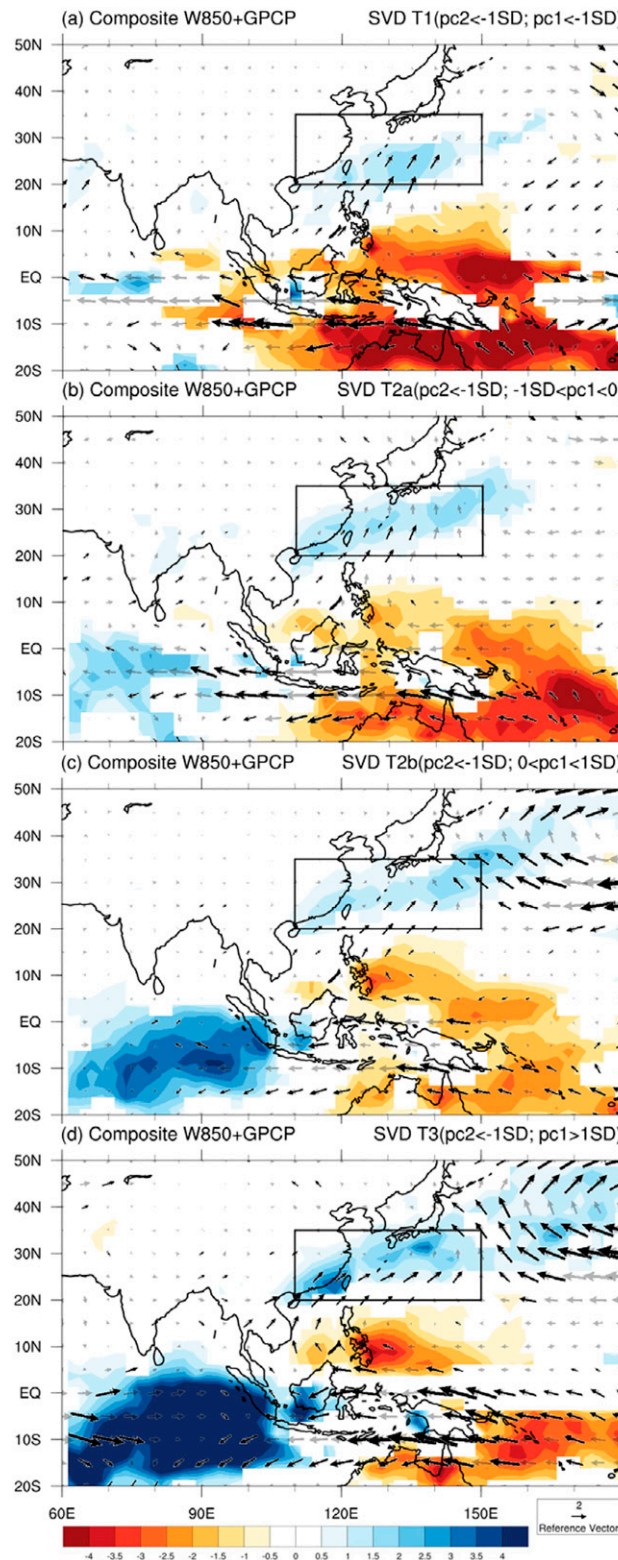 (a) Composite W850+GPCP SVD T1(pc2<-1SD; pc1<-1SD)
50N
40N
30N
20N
10N
EQ
10S
20S
(b) Composite W850+GPCP SVD T2a(pc2<-1SD; -1SD<pc1<0
50N
40N
30N
20N
10N
EQ
10S
20S
(c) Composite W850+GPCP SVD T2b(pc2<-1SD; 0<pc1<1SD)
50N
40N
30N
20N
10N
EQ
10S
20S
(d) Composite W850+GPCP SVD T3(pc2<-1SD; pc1>1SD)
50N
40N
30N
20N
10N
EQ
10S
20S
60E 90E 120E 150E
2
Reference Vector
-4 -3.5 -3 -2.5 -2 -1.5 -1 -0.5 0 0.5 1 1.5 2 2.5 3 3.5 4